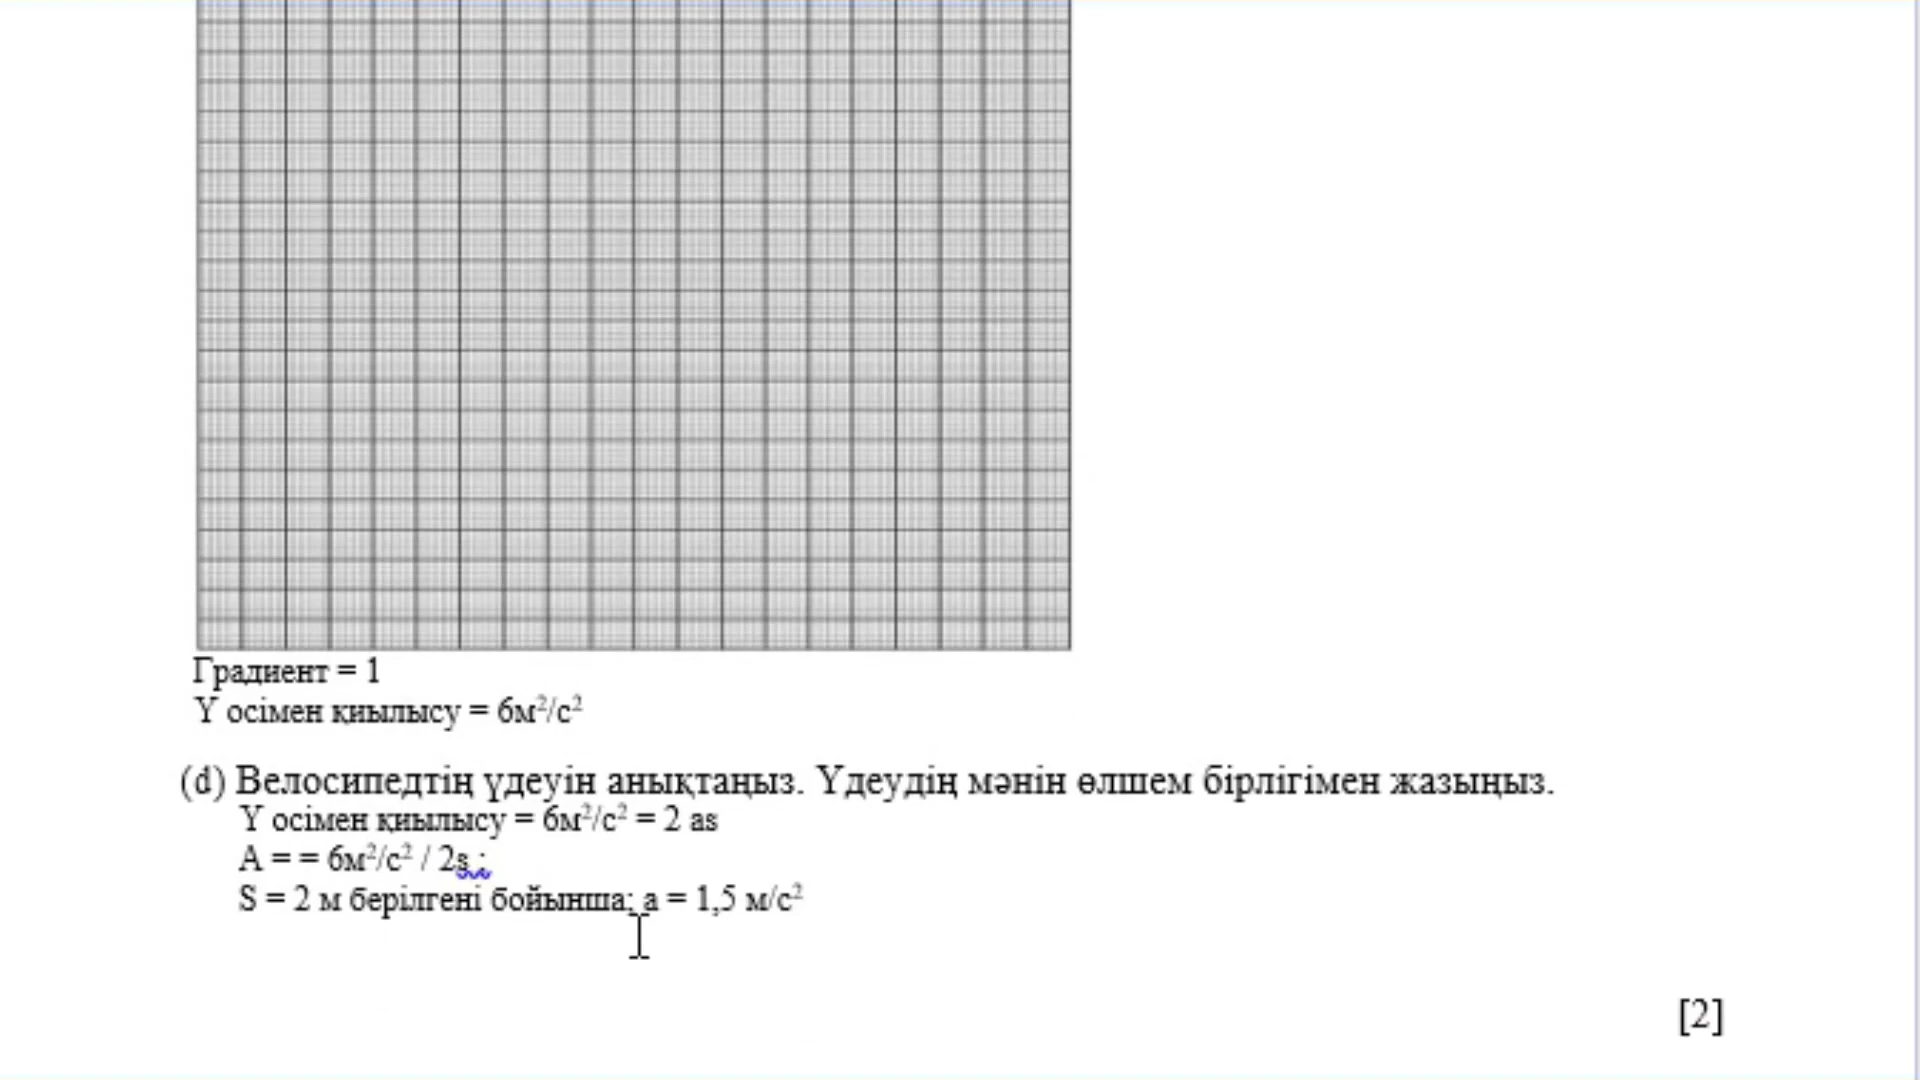 Градиент = 1
Y осімен қиылысу = 6м²/с²
(d) Велосипедтің үдеуін анықтаңыз. Үдеудің мәнін өлшем бірлігімен жазыңыз.
Y осімен қиылысу = 6м²/с² = 2 as
A = = 6м²/с² / 2s ;
S = 2 м берілгені бойынша; a = 1,5 м/с²
[2]